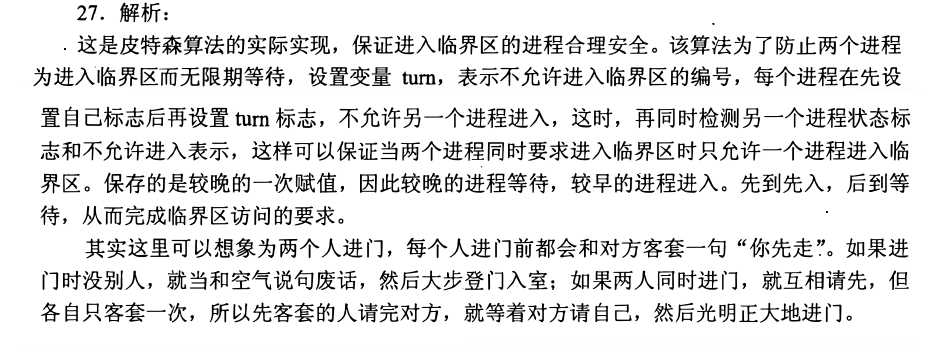 27．解析：
这是皮特森算法的实际实现，保证进入临界区的进程合理安全。该算法为了防止两个进程
为进入临界区而无限期等待，设置变量 turn，表示不允许进入临界区的编号，每个进程在先设
置自己标志后再设置 turn 标志，不允许另一个进程进入，这时，再同时检测另一个进程状态标
志和不允许进入表示，这样可以保证当两个进程同时要求进入临界区时只允许一个进程进入临
界区。保存的是较晚的一次赋值，因此较晚的进程等待，较早的进程进入。先到先入，后到等
待，从而完成临界区访问的要求。
其实这里可以想象为两个人进门，每个人进门前都会和对方客套一句“你先走”。如果进
门时没别人，就当和空气说句废话，然后大步登门入室；如果两人同时进门，就互相请先，但
各自只客套一次，所以先客套的人请完对方，就等着对方请自己，然后光明正大地进门。